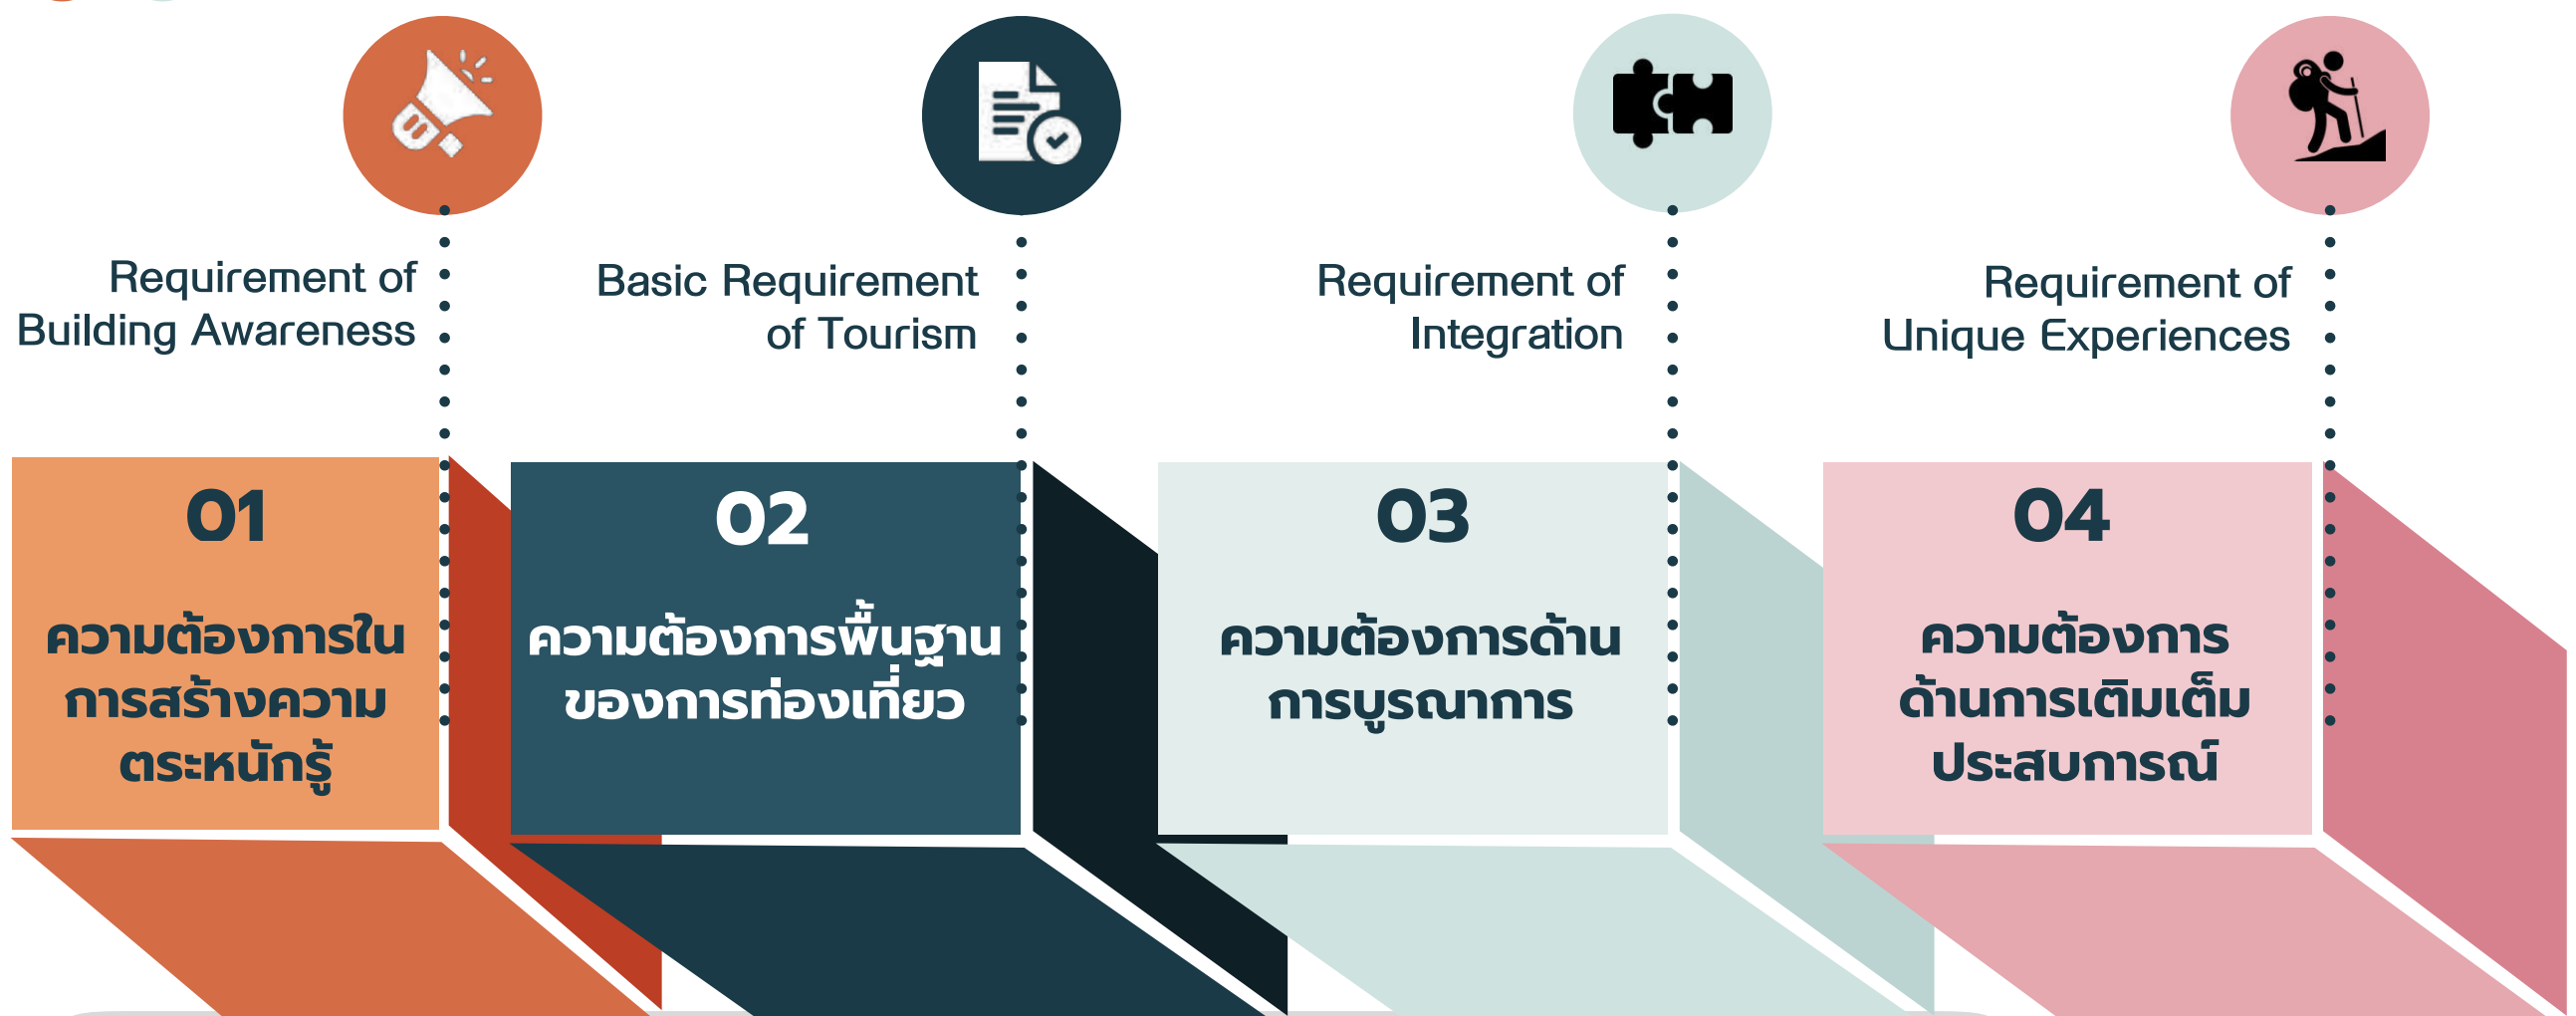 Requirement of
Building Awareness
Basic Requirement
of Tourism
Requirement of
Integration
Requirement of
Unique Experiences
01
ความต้องการใน
การสร้างความ
ตระหนักรู้
02
ความต้องการพื้นฐาน
ของการท่องเที่ยว
03
ความต้องการด้าน
การบูรณาการ
04
ความต้องการ
ด้านการเติมเต็ม
ประสบการณ์